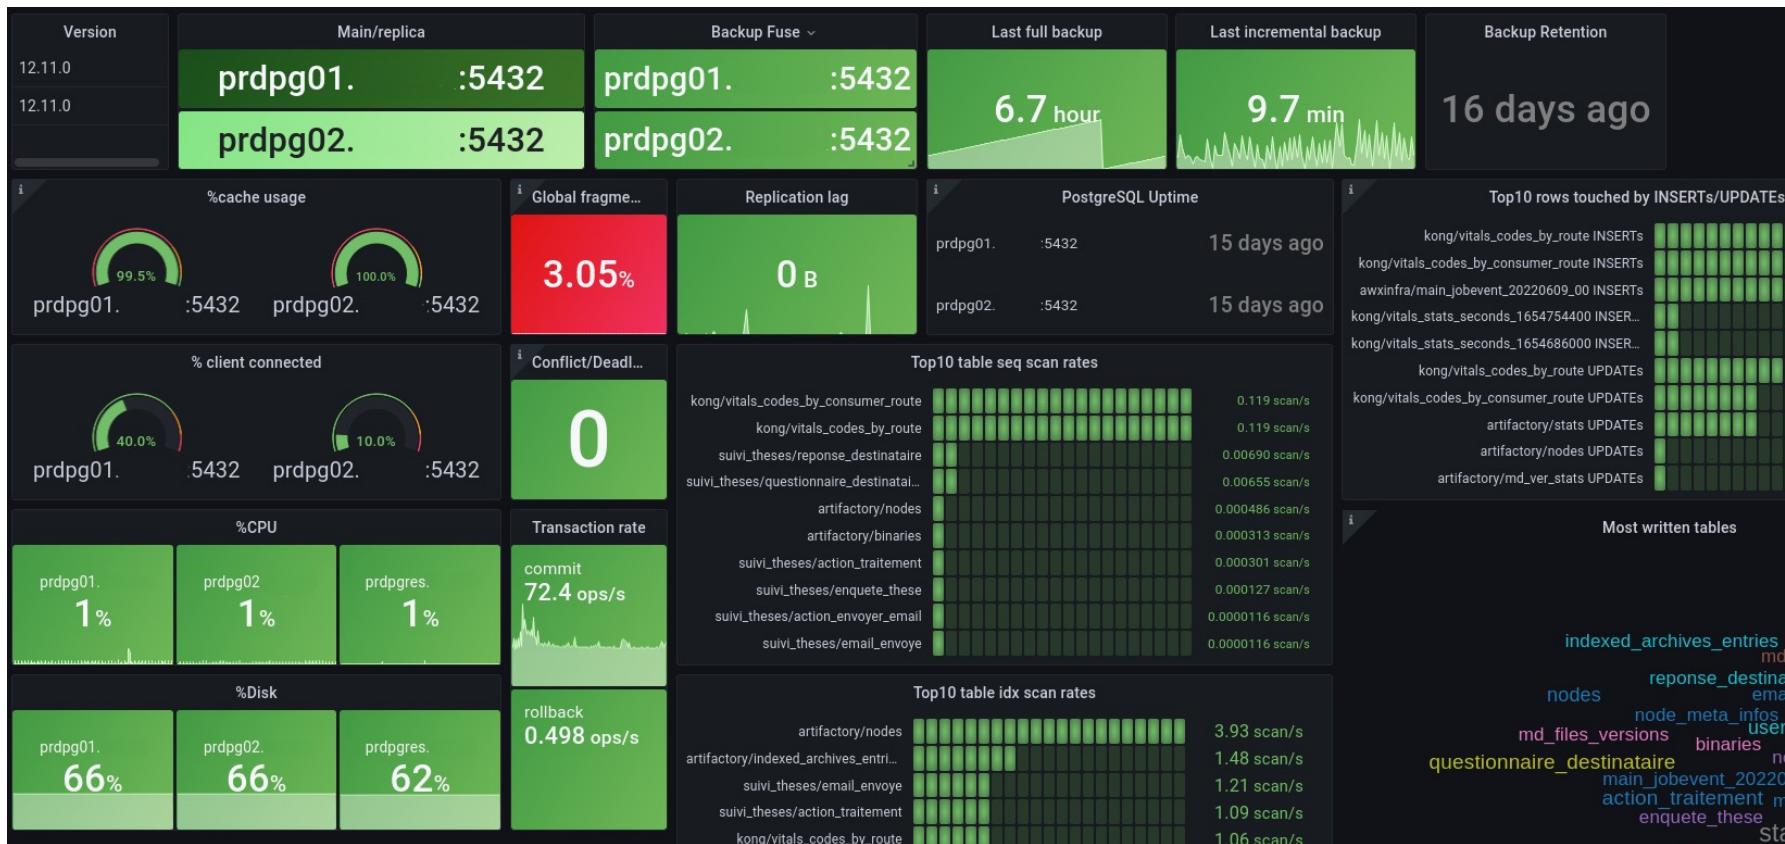 Version
12.11.0
12.11.0
Main/replica
prdpg01. :5432
prdpg02. :5432
Backup Fuse
prdpg01. :5432
prdpg02. :5432
Last full backup
6.7 hour
Last incremental backup
9.7 min
Backup Retention
16 days ago
%cache usage
99.5%
prdpg01. :5432
100.0%
prdpg02. :5432
Global fragme...
3.05%
Replication lag
0 B
PostgreSQL Uptime
prdpg01. :5432 15 days ago
prdpg02. :5432 15 days ago
Top10 rows touched by INSERTs/UPDATEs
kong/vitals_codes_by_route INSERTs
kong/vitals_codes_by_consumer_route INSERTs
awxinfra/main_jobevent_20220609_00 INSERTs
kong/vitals_stats_seconds_1654754400 INSER...
kong/vitals_stats_seconds_1654686000 INSER...
kong/vitals_codes_by_route UPDATEs
kong/vitals_codes_by_consumer_route UPDATEs
artifactory/stats UPDATEs
artifactory/nodes UPDATEs
artifactory/md_ver_stats UPDATEs
% client connected
40.0%
prdpg01. :5432
10.0%
prdpg02. :5432
Conflict/Deadl...
0
Top10 table seq scan rates
kong/vitals_codes_by_consumer_route 0.119 scan/s
kong/vitals_codes_by_route 0.119 scan/s
suivi_theses/reponse_destinataire 0.00690 scan/s
suivi_theses/questionnaire_destinatai... 0.00655 scan/s
artifactory/nodes 0.000486 scan/s
artifactory/binaries 0.000313 scan/s
suivi_theses/action_traitement 0.000301 scan/s
suivi_theses/enquete_these 0.000127 scan/s
suivi_theses/action_envoyer_email 0.0000116 scan/s
suivi_theses/email_envoye 0.0000116 scan/s
%CPU
prdpg01.
1%
prdpg02
1%
prdpgres.
1%
Transaction rate
commit
72.4 ops/s
rollback
0.498 ops/s
%Disk
prdpg01.
66%
prdpg02.
66%
prdpgres.
62%
Top10 table idx scan rates
artifactory/nodes 3.93 scan/s
artifactory/indexed_archives_entri... 1.48 scan/s
suivi_theses/email_envoye 1.21 scan/s
suivi_theses/action_traitement 1.09 scan/s
kong/vitals_codes_by_route 1.06 scan/s
Most written tables
indexed_archives_entries
md
reponse_destina
nodes
ema
node_meta_infos
user
md_files_versions
binaries
questionnaire_destinataire
main_jobevent_20220
action_traitement
enquete_these
sta